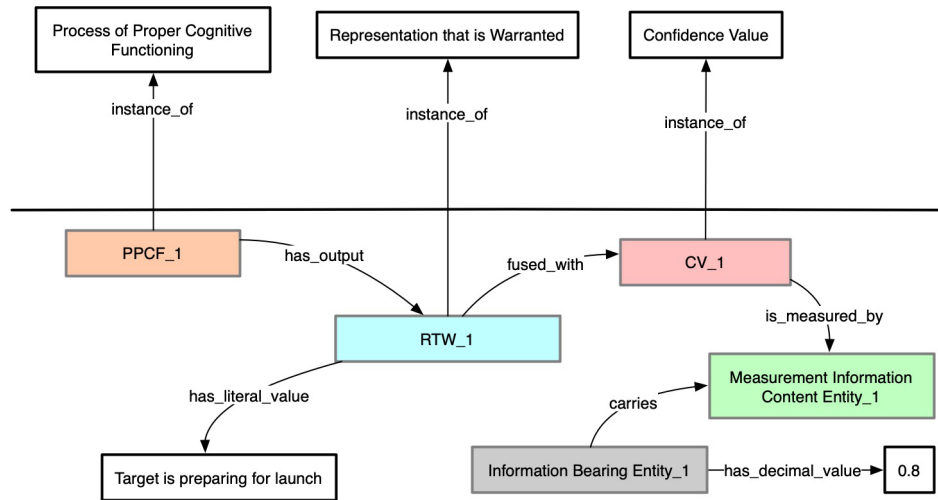 Process of Proper Cognitive
Functioning
Representation that is Warranted
Confidence Value
instance_of
instance_of
instance_of
PPCF_1
has_output
fused_with
CV_1
is_measured_by
RTW_1
has_literal_value
Measurement Information
Content Entity_1
carries
Target is preparing for launch
Information Bearing Entity_1
has_decimal_value
0.8